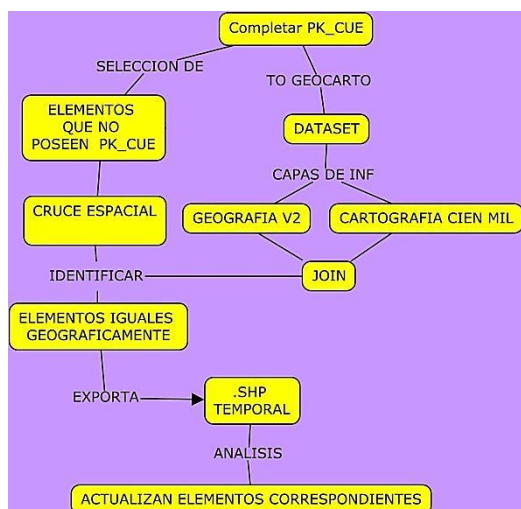 Completar PK_CUE
SELECCION DE
TO GEOCARTO
ELEMENTOS
QUE NO
POSEEN PK_CUE
DATASET
CAPAS DE INF
CRUCE ESPACIAL
GEOGRAFIA V2
CARTOGRAFIA CIEN MIL
IDENTIFICAR
JOIN
ELEMENTOS IGUALES
GEOGRAFICAMENTE
EXPORTA
.SHP
TEMPORAL
ANALISIS
ACTUALIZAN ELEMENTOS CORRESPONDIENTES